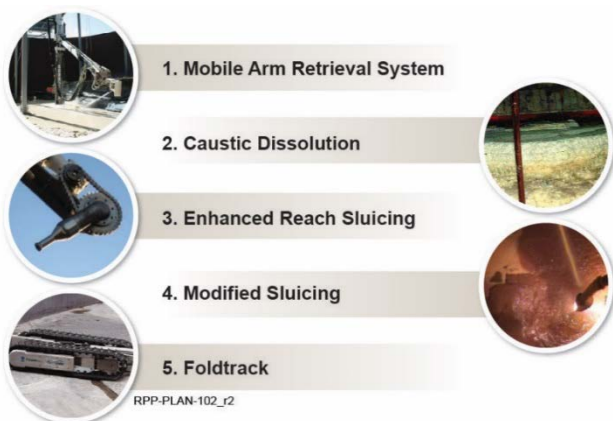 1. Mobile Arm Retrieval System
2. Caustic Dissolution
3. Enhanced Reach Sluicing
4. Modified Sluicing
5. Foldtrack
RPP-PLAN-102_r2